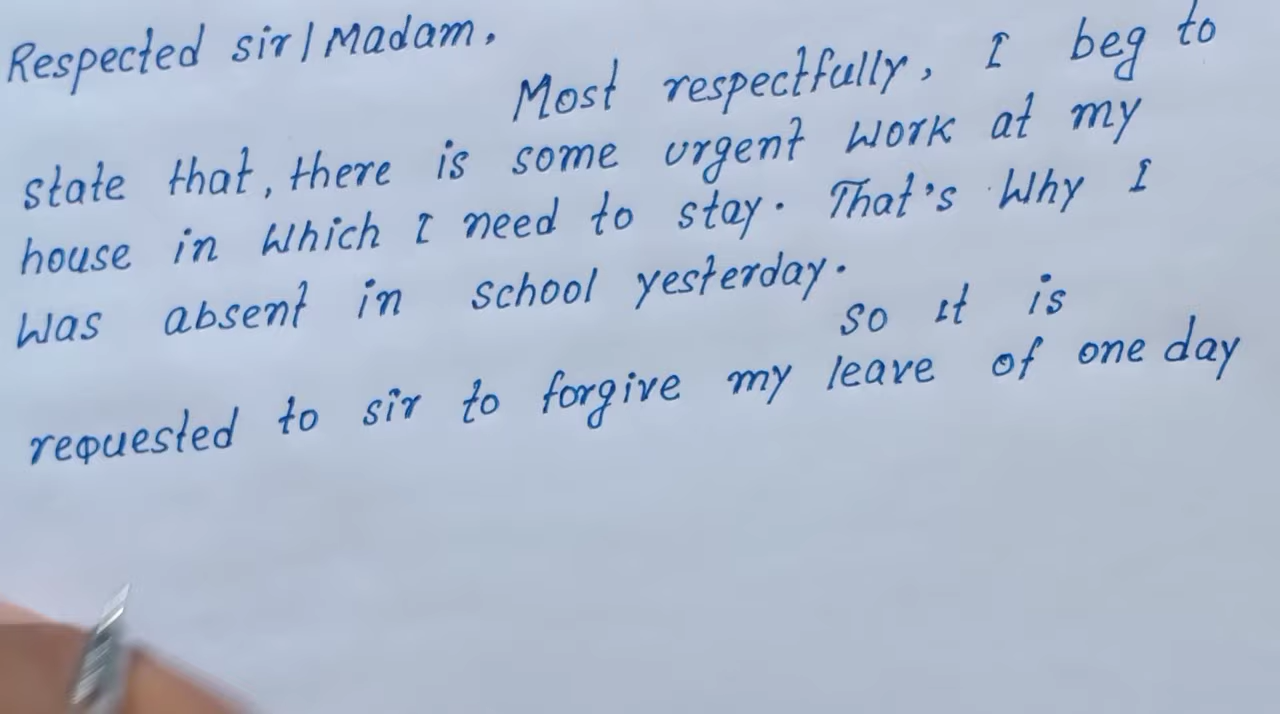 Respected sir/Madam.
Most respectfully, I beg to
state that, there is some urgent work at my
house in which I need to stay. That's why I
was absent in school yesterday.
so it is
requested to sir to forgive my leave of one day